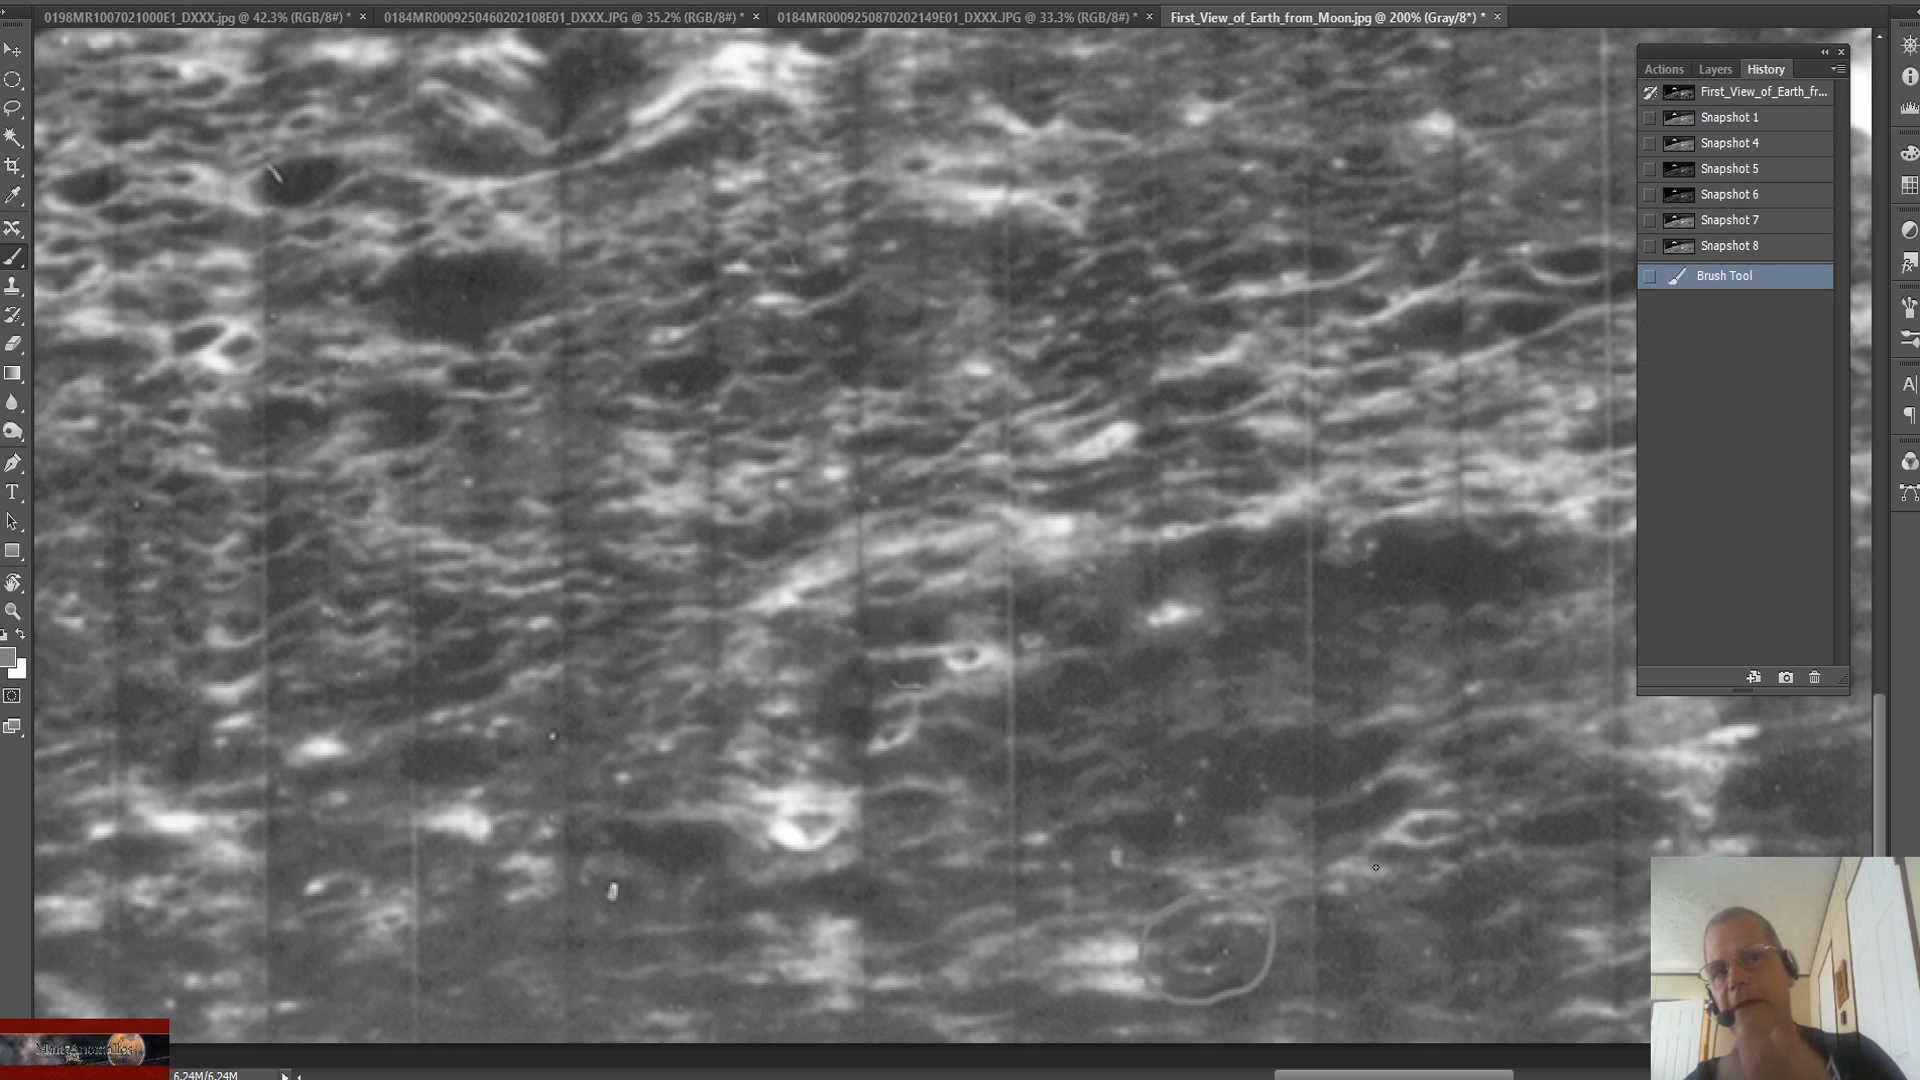 0198MR1007021000E1_DXXX.jpg @ 42.3% (RGB/8#) *
0184MR0009250460202108E01_DXXX.JPG @ 35.2% (RGB/8#) *
0184MR0009250870202149E01_DXXX.JPG @ 33.3% (RGB/8#) *
First_View_of_Earth_from_Moon.jpg @ 200% (Gray/8*) *
Actions
Layers
History
First_View_of_Earth_fr...
Snapshot 1
Snapshot 4
Snapshot 5
Snapshot 6
Snapshot 7
Snapshot 8
Brush Tool
6.24M/6.24M